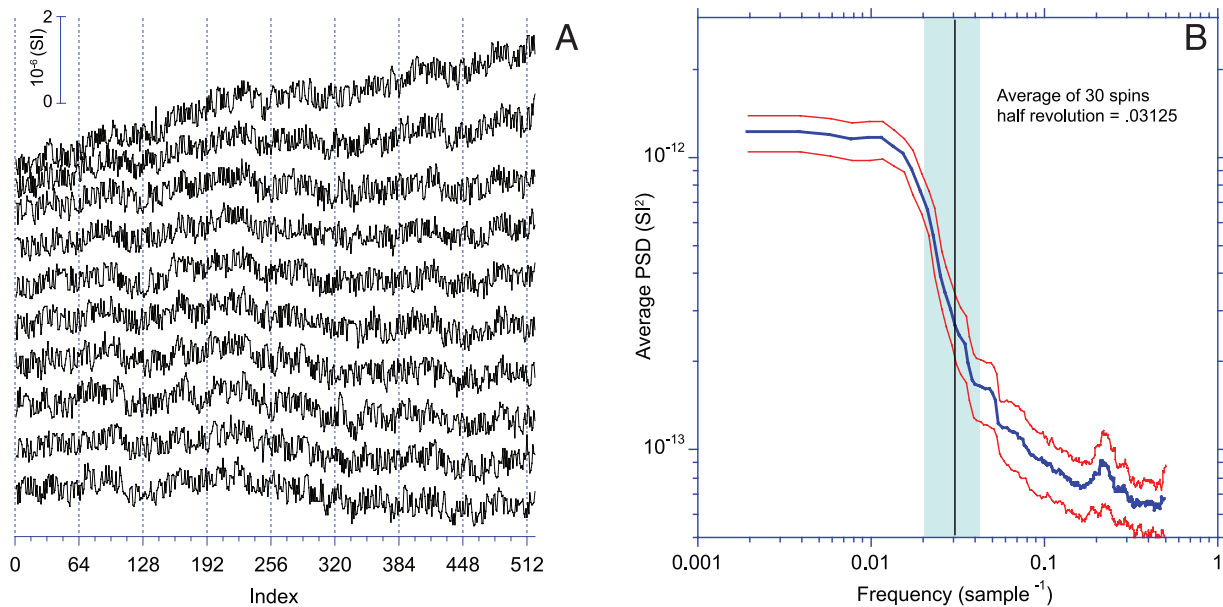 2
10⁻⁶ (SI)
0
A
0 64 128 192 256 320 384 448 512
Index
B
Average of 30 spins
half revolution = .03125
10⁻¹²
10⁻¹³
Average PSD (SI²)
0.001 0.01 0.1 1
Frequency (sample ⁻¹)